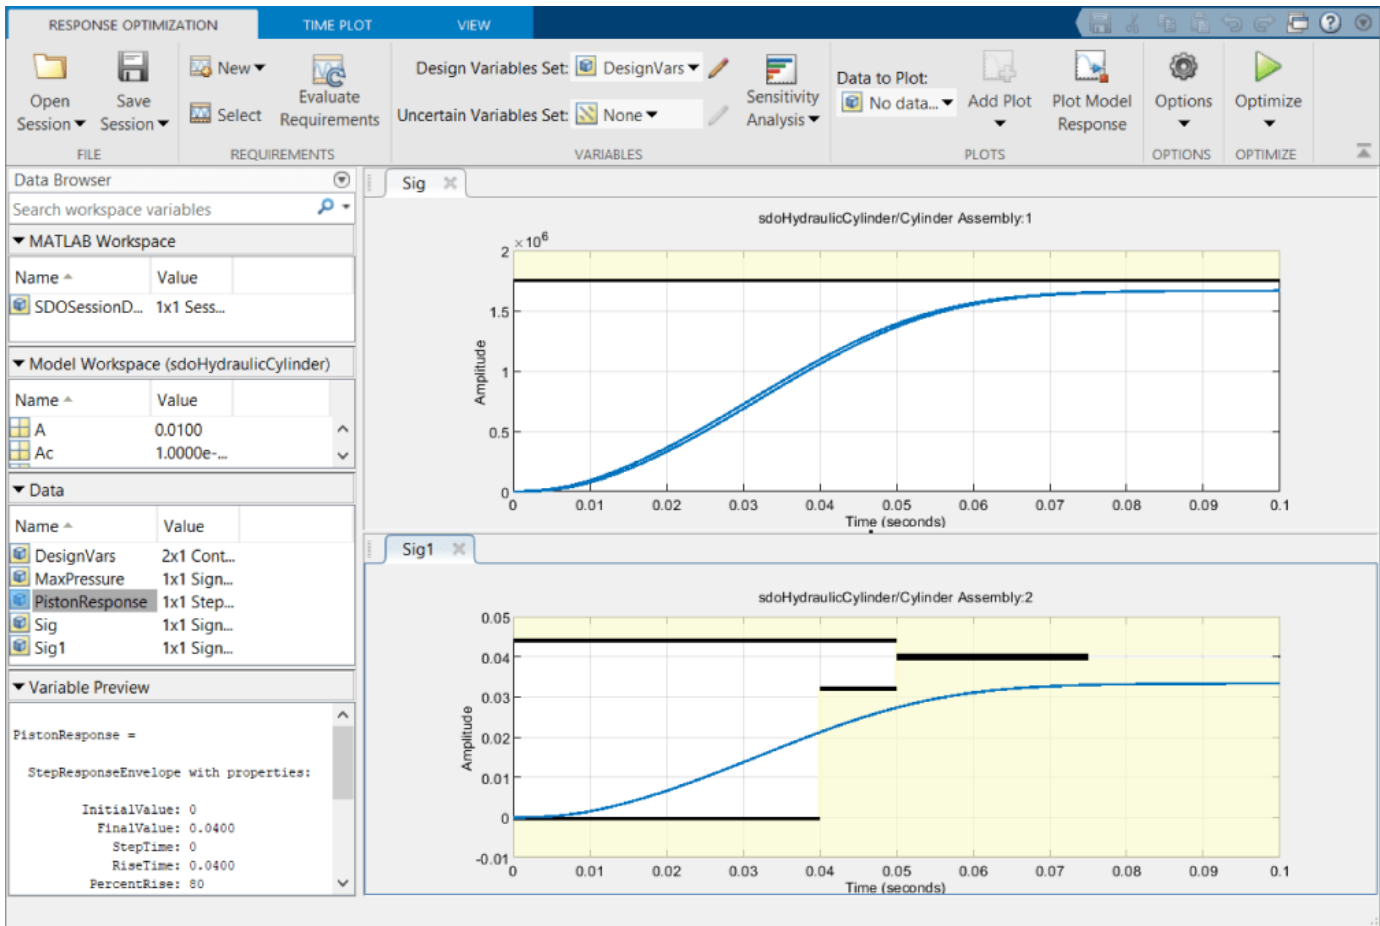 RESPONSE OPTIMIZATION TIME PLOT VIEW
Open Session
Save Session
FILE
New
Select
Evaluate Requirements
REQUIREMENTS
Design Variables Set: DesignVars
Uncertain Variables Set: None
Sensitivity Analysis
VARIABLES
Data to Plot:
No data...
Add Plot
Plot Model Response
PLOTS
Options
OPTIONS
Optimize
OPTIMIZE
Data Browser
Search workspace variables
MATLAB Workspace
Name Value
SDOSessionD... 1x1 Sess...
Model Workspace (sdoHydraulicCylinder)
Name Value
A 0.0100
Ac 1.0000e-...
Data
Name Value
DesignVars 2x1 Cont...
MaxPressure 1x1 Sign...
PistonResponse 1x1 Step...
Sig 1x1 Sign...
Sig1 1x1 Sign...
Variable Preview
PistonResponse =
StepResponseEnvelope with properties:
InitialValue: 0
FinalValue: 0.0400
StepTime: 0
RiseTime: 0.0400
PercentRise: 80
Sig
sdoHydraulicCylinder/Cylinder Assembly:1
×10^6
2
1.5
1
0.5
0
Amplitude
0 0.01 0.02 0.03 0.04 0.05 0.06 0.07 0.08 0.09 0.1
Time (seconds)
Sig1
sdoHydraulicCylinder/Cylinder Assembly:2
0.05
0.04
0.03
0.02
0.01
0
-0.01
Amplitude
0 0.01 0.02 0.03 0.04 0.05 0.06 0.07 0.08 0.09 0.1
Time (seconds)